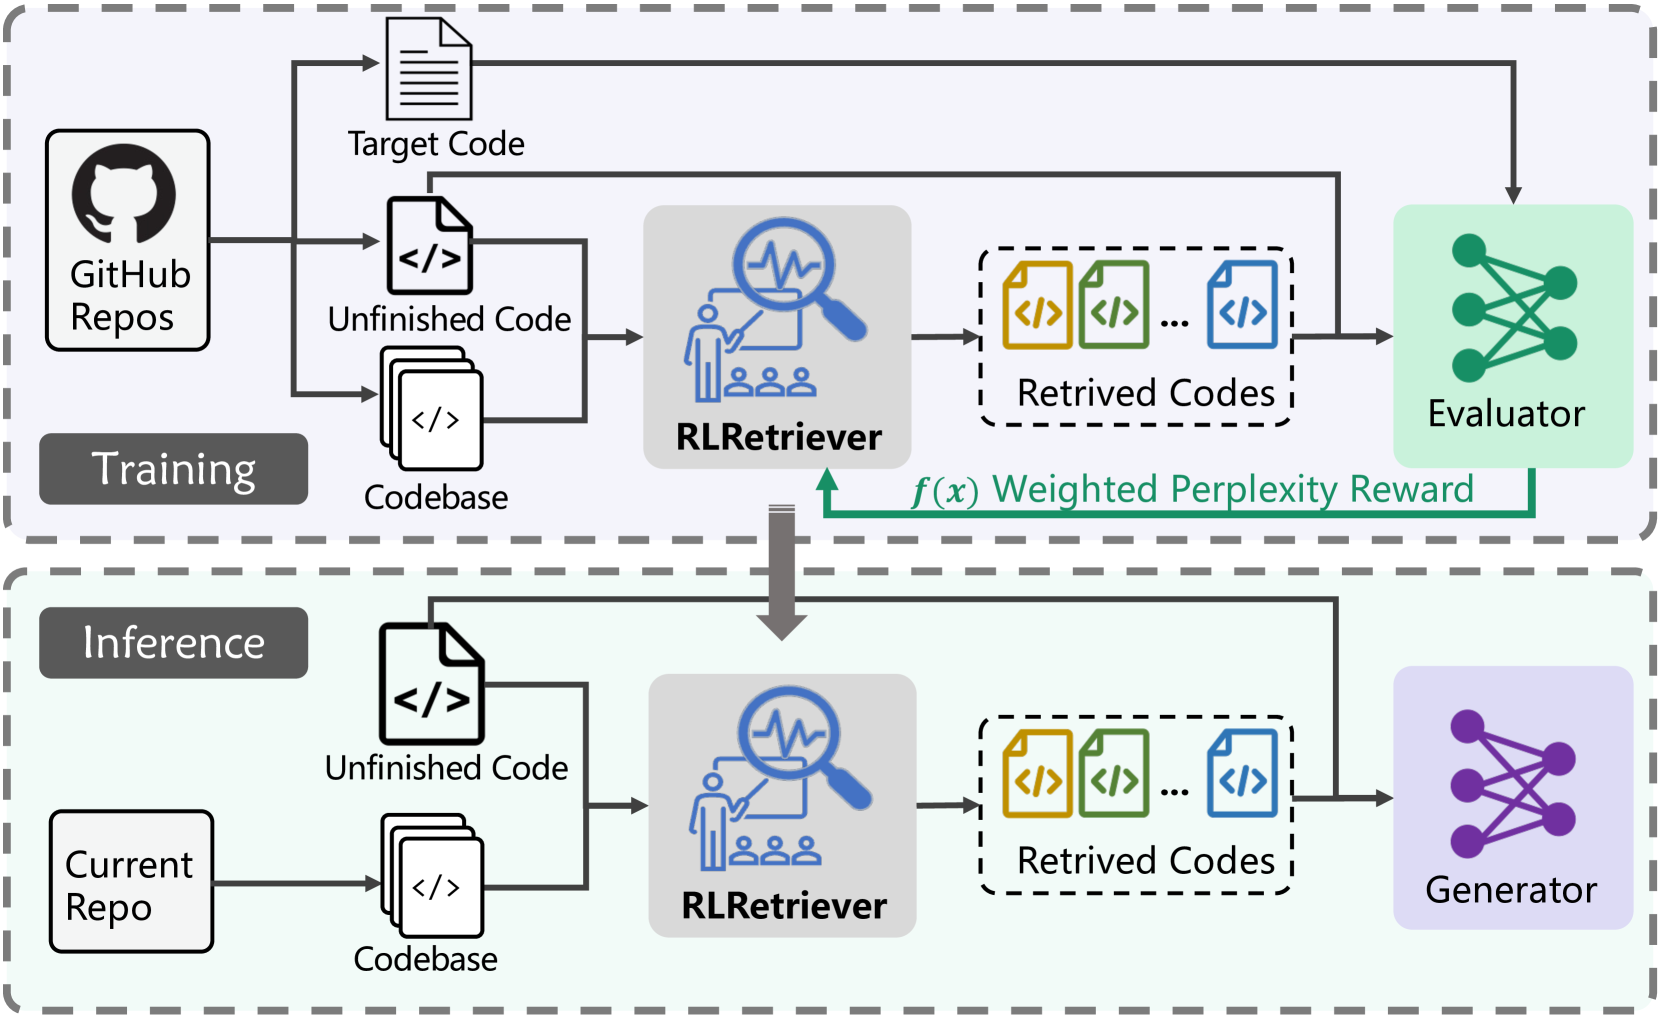 Target Code
GitHub
Repos
</>
Unfinished Code
</>
Codebase
RLRetriever
</> </> ... </>
Retrived Codes
Evaluator
Training
f(x) Weighted Perplexity Reward
Inference
</>
Unfinished Code
Current
Repo
</>
Codebase
RLRetriever
</> </> ... </>
Retrived Codes
Generator